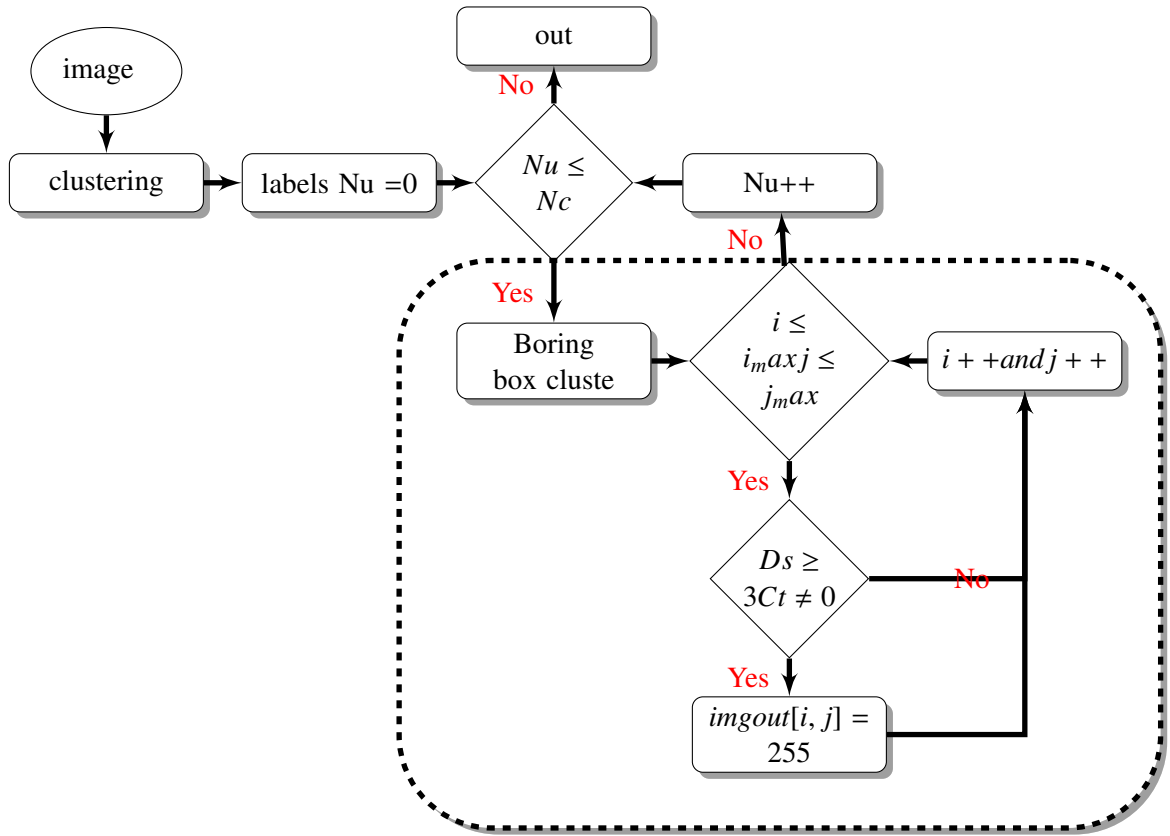 out
image
No
clustering
labels Nu =0
Nu ≤
Nc
Nu++
No
Yes
Boring
box cluste
i ≤
i_max j ≤
j_max
i + +and j + +
Yes
Ds ≥
3Ct ≠ 0
No
Yes
imgout[i, j] =
255